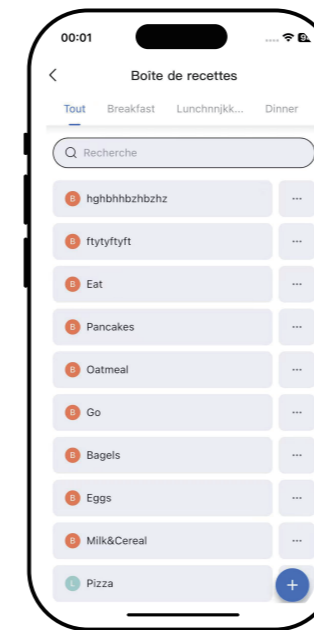 00:01
Boîte de recettes
Tout Breakfast Lunchnnjkk... Dinner
Recherche
B hghbhhbzhbzhz ...
B ftytyftyft ...
B Eat ...
B Pancakes ...
B Oatmeal ...
B Go ...
B Bagels ...
B Eggs ...
B Milk&Cereal ...
L Pizza
+